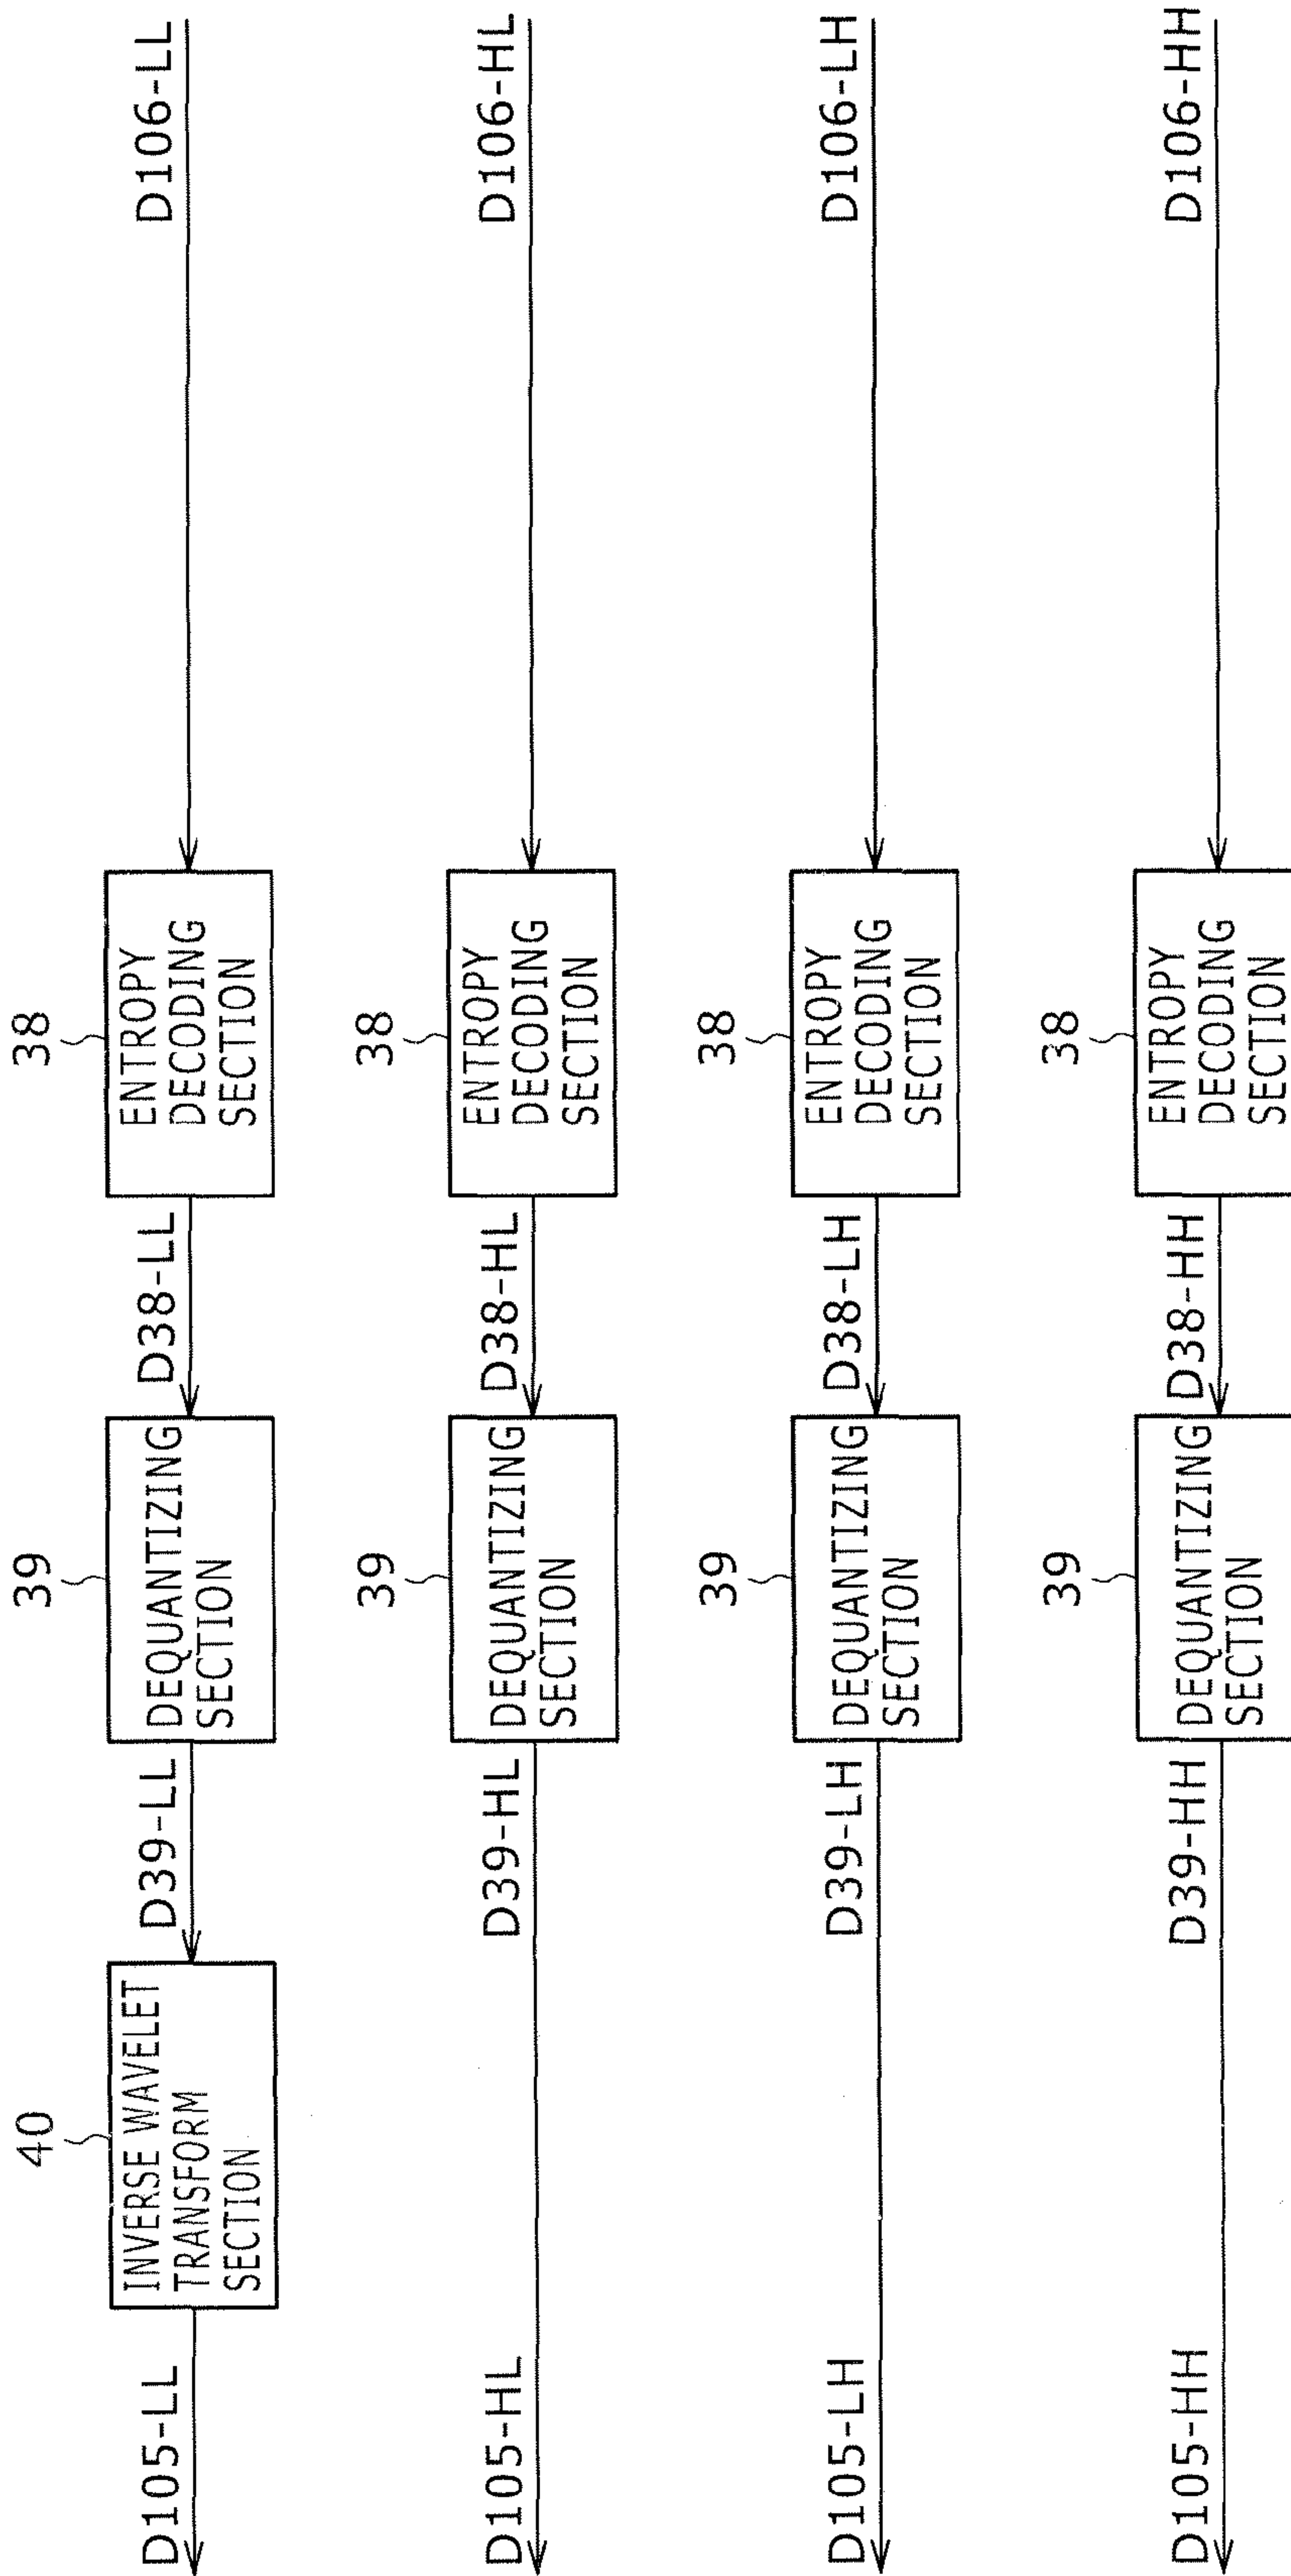 40
39
38
D105-LL
INVERSE WAVELET
TRANSFORM
SECTION
D39-LL
DEQUANTIZING
SECTION
D38-LL
ENTROPY
DECODING
SECTION
D106-LL
39
38
D105-HL
D39-HL
DEQUANTIZING
SECTION
D38-HL
ENTROPY
DECODING
SECTION
D106-HL
39
38
D105-LH
D39-LH
DEQUANTIZING
SECTION
D38-LH
ENTROPY
DECODING
SECTION
D106-LH
39
38
D105-HH
D39-HH
DEQUANTIZING
SECTION
D38-HH
ENTROPY
DECODING
SECTION
D106-HH